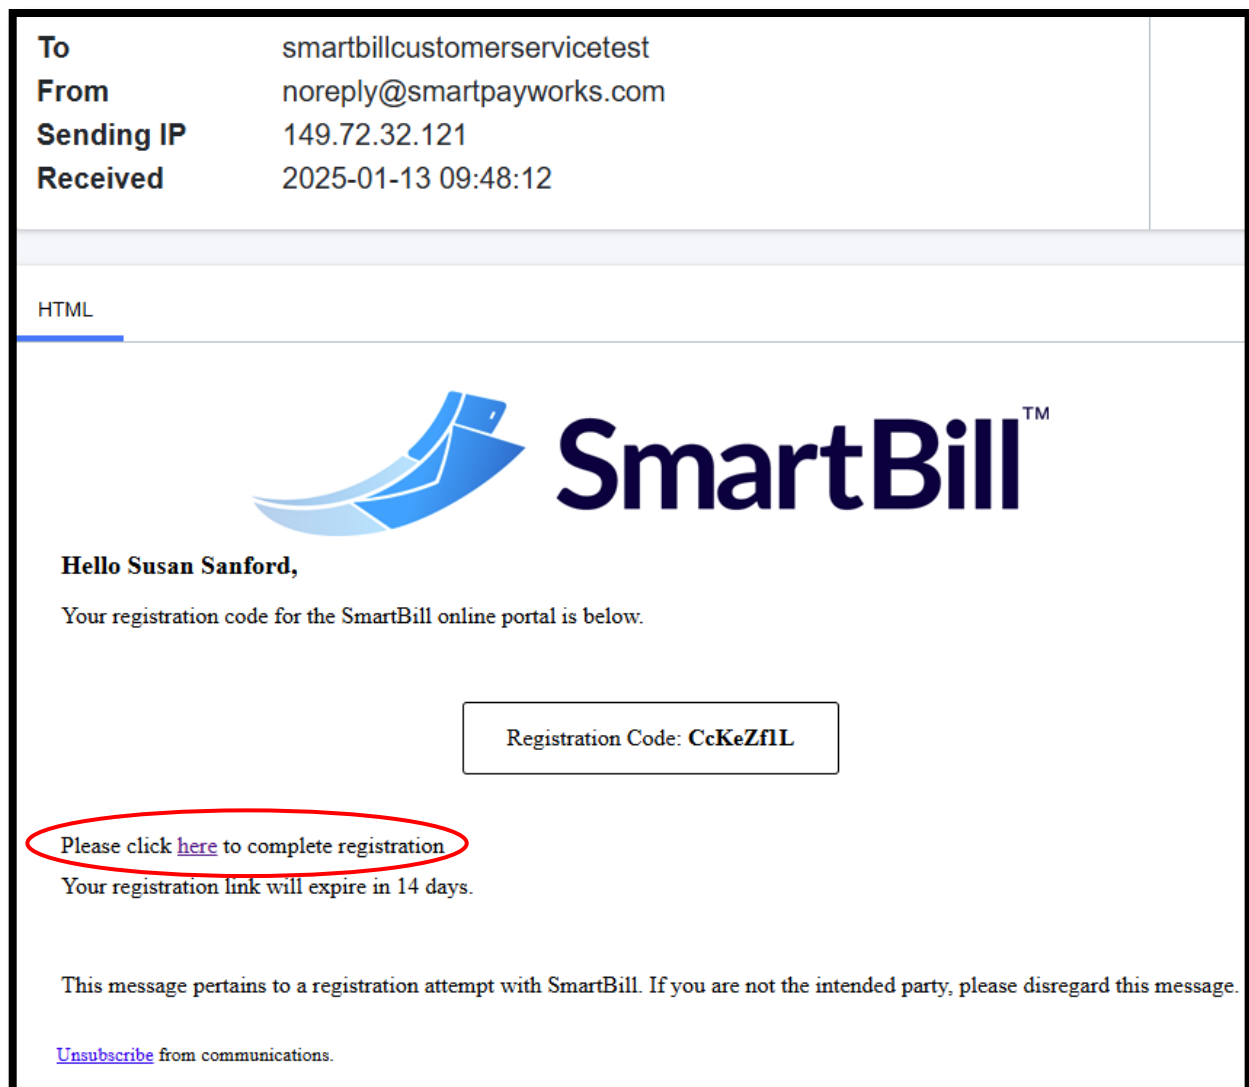 To smartbillcustomerservicetest
From noreply@smartpayworks.com
Sending IP 149.72.32.121
Received 2025-01-13 09:48:12
HTML
SmartBill™
Hello Susan Sanford,
Your registration code for the SmartBill online portal is below.
Registration Code: CcKeZf1L
Please click here to complete registration
Your registration link will expire in 14 days.
This message pertains to a registration attempt with SmartBill. If you are not the intended party, please disregard this message.
Unsubscribe from communications.